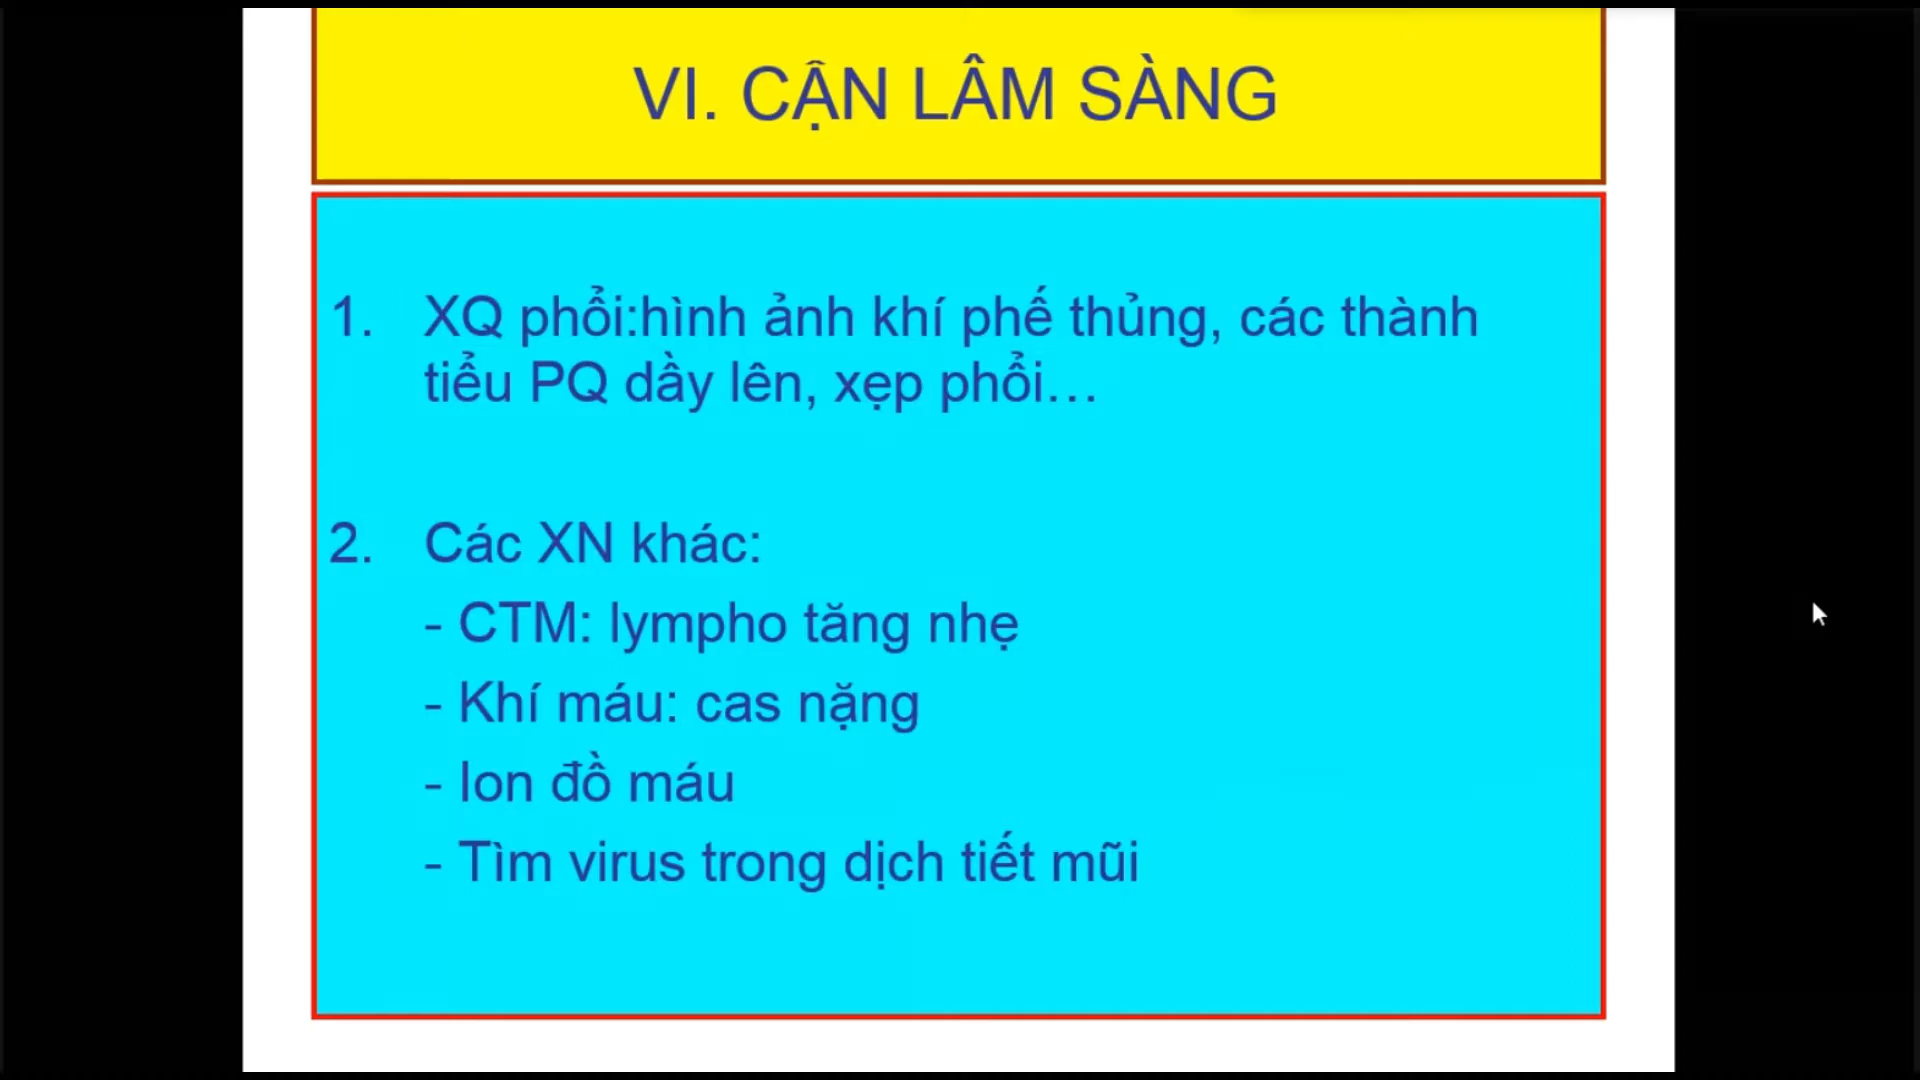 VI. CẬN LÂM SÀNG
1. XQ phổi:hình ảnh khí phế thủng, các thành
tiểu PQ dầy lên, xẹp phổi…
2. Các XN khác:
- CTM: lympho tăng nhẹ
- Khí máu: cas nặng
- Ion đồ máu
- Tìm virus trong dịch tiết mũi